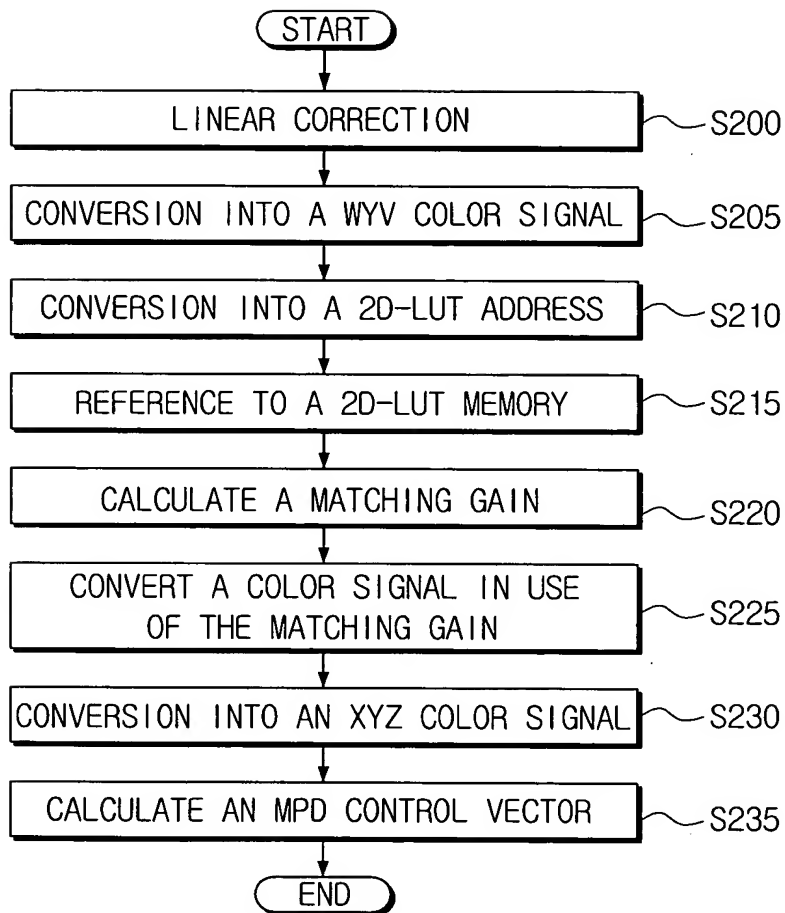 START
LINEAR CORRECTION
S200
CONVERSION INTO A WYV COLOR SIGNAL
S205
CONVERSION INTO A 2D-LUT ADDRESS
S210
REFERENCE TO A 2D-LUT MEMORY
S215
CALCULATE A MATCHING GAIN
S220
CONVERT A COLOR SIGNAL IN USE
OF THE MATCHING GAIN
S225
CONVERSION INTO AN XYZ COLOR SIGNAL
S230
CALCULATE AN MPD CONTROL VECTOR
S235
END